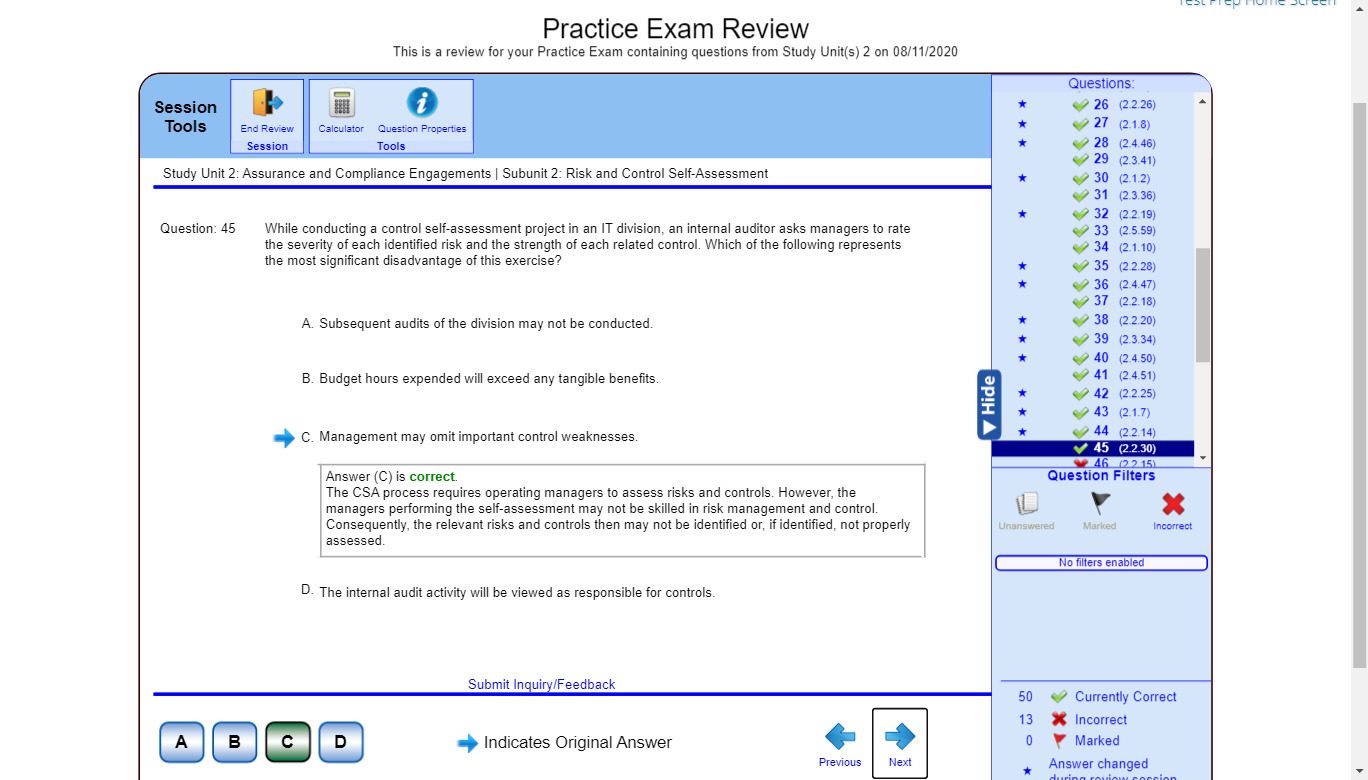 Test Prep Home Screen
Practice Exam Review
This is a review for your Practice Exam containing questions from Study Unit(s) 2 on 08/11/2020
Session
Tools
End Review
Session
Calculator
Question Properties
Tools
Study Unit 2: Assurance and Compliance Engagements | Subunit 2: Risk and Control Self-Assessment
Question: 45
While conducting a control self-assessment project in an IT division, an internal auditor asks managers to rate
the severity of each identified risk and the strength of each related control. Which of the following represents
the most significant disadvantage of this exercise?
A. Subsequent audits of the division may not be conducted.
B. Budget hours expended will exceed any tangible benefits.
C. Management may omit important control weaknesses.
Answer (C) is correct.
The CSA process requires operating managers to assess risks and controls. However, the
managers performing the self-assessment may not be skilled in risk management and control.
Consequently, the relevant risks and controls then may not be identified or, if identified, not properly
assessed.
D. The internal audit activity will be viewed as responsible for controls.
Submit Inquiry/Feedback
A
B
C
D
Indicates Original Answer
Previous
Next
Hide
Questions:
26 (2.2.26)
27 (2.1.8)
28 (2.4.46)
29 (2.3.41)
30 (2.1.2)
31 (2.3.36)
32 (2.2.19)
33 (2.5.59)
34 (2.1.10)
35 (2.2.28)
36 (2.4.47)
37 (2.2.18)
38 (2.2.20)
39 (2.3.34)
40 (2.4.50)
41 (2.4.51)
42 (2.2.25)
43 (2.1.7)
44 (2.2.14)
45 (2.2.30)
46 (2.2.15)
Question Filters
Unanswered
Marked
Incorrect
No filters enabled
50 Currently Correct
13 Incorrect
0 Marked
Answer changed
during review session